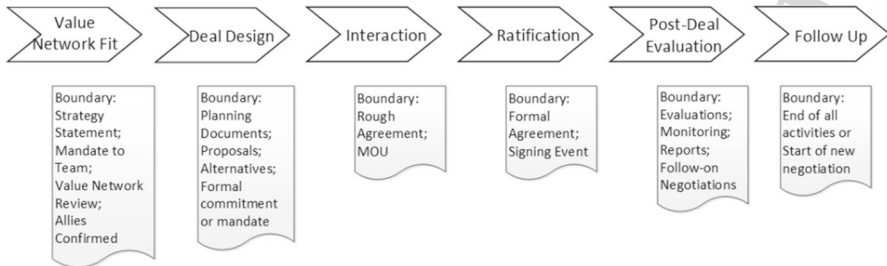 Value
Network Fit
Deal Design
Interaction
Ratification
Post-Deal
Evaluation
Follow Up
Boundary:
Strategy
Statement;
Mandate to
Team;
Value Network
Review;
Allies
Confirmed
Boundary:
Planning
Documents;
Proposals;
Alternatives;
Formal
commitment
or mandate
Boundary:
Rough
Agreement;
MOU
Boundary:
Formal
Agreement;
Signing Event
Boundary:
Evaluations;
Monitoring;
Reports;
Follow-on
Negotiations
Boundary:
End of all
activities or
Start of new
negotiation